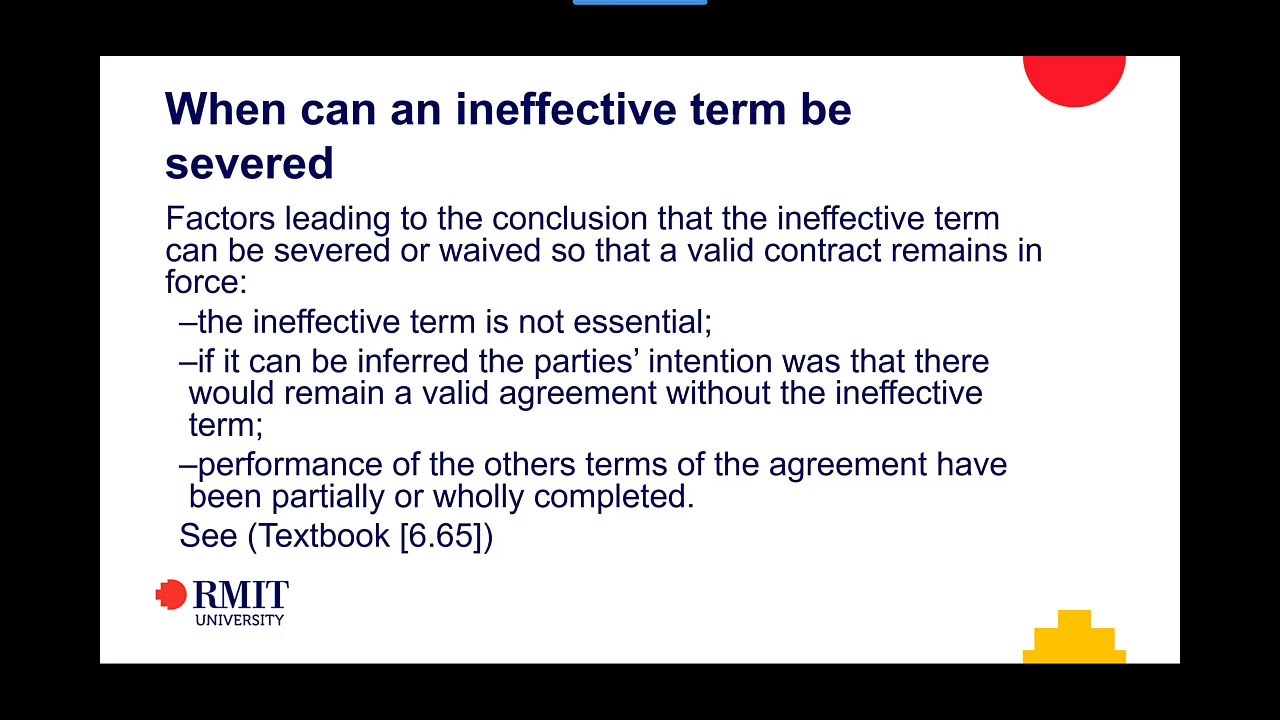 When can an ineffective term be
severed
Factors leading to the conclusion that the ineffective term
can be severed or waived so that a valid contract remains in
force:
–the ineffective term is not essential;
–if it can be inferred the parties’ intention was that there
would remain a valid agreement without the ineffective
term;
–performance of the others terms of the agreement have
been partially or wholly completed.
See (Textbook [6.65])
RMIT
UNIVERSITY